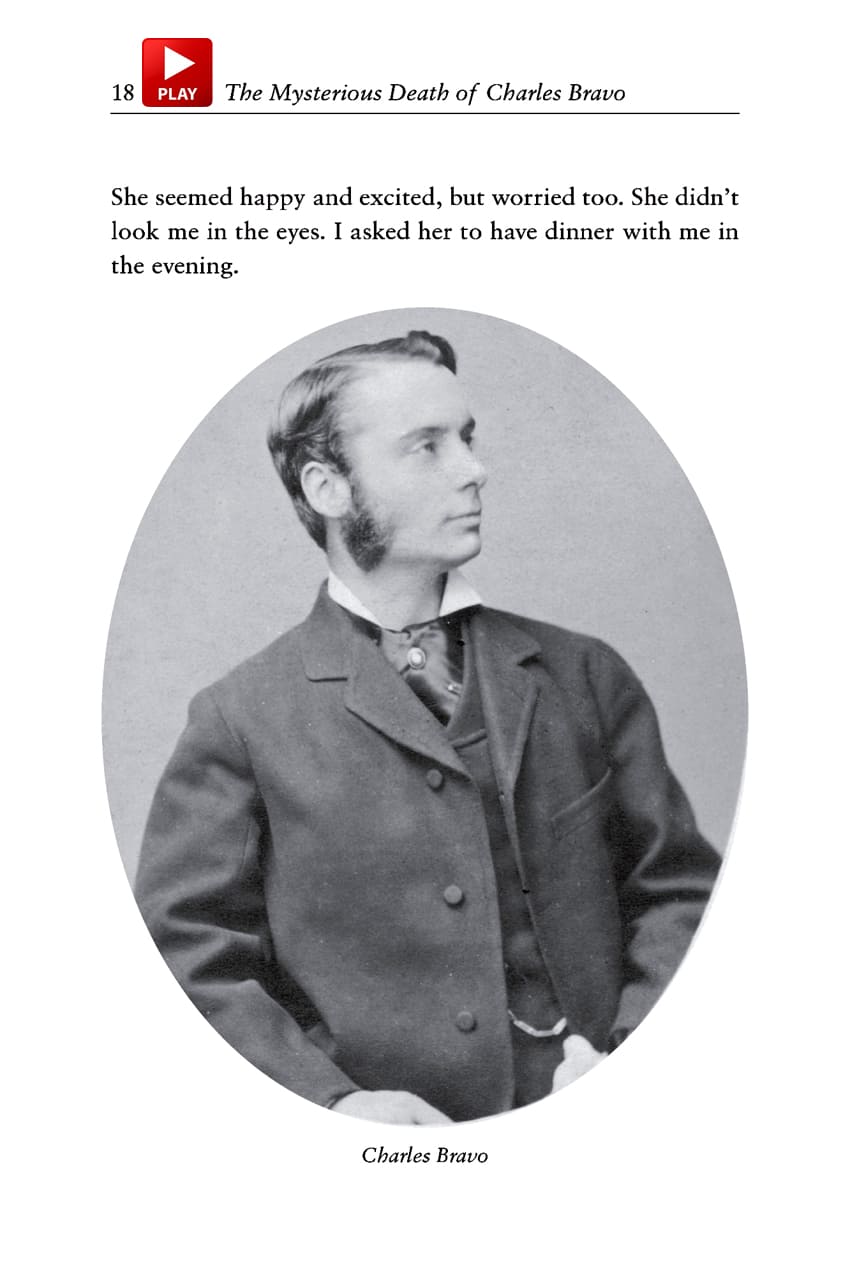 18 PLAY The Mysterious Death of Charles Bravo
She seemed happy and excited, but worried too. She didn’t
look me in the eyes. I asked her to have dinner with me in
the evening.
Charles Bravo